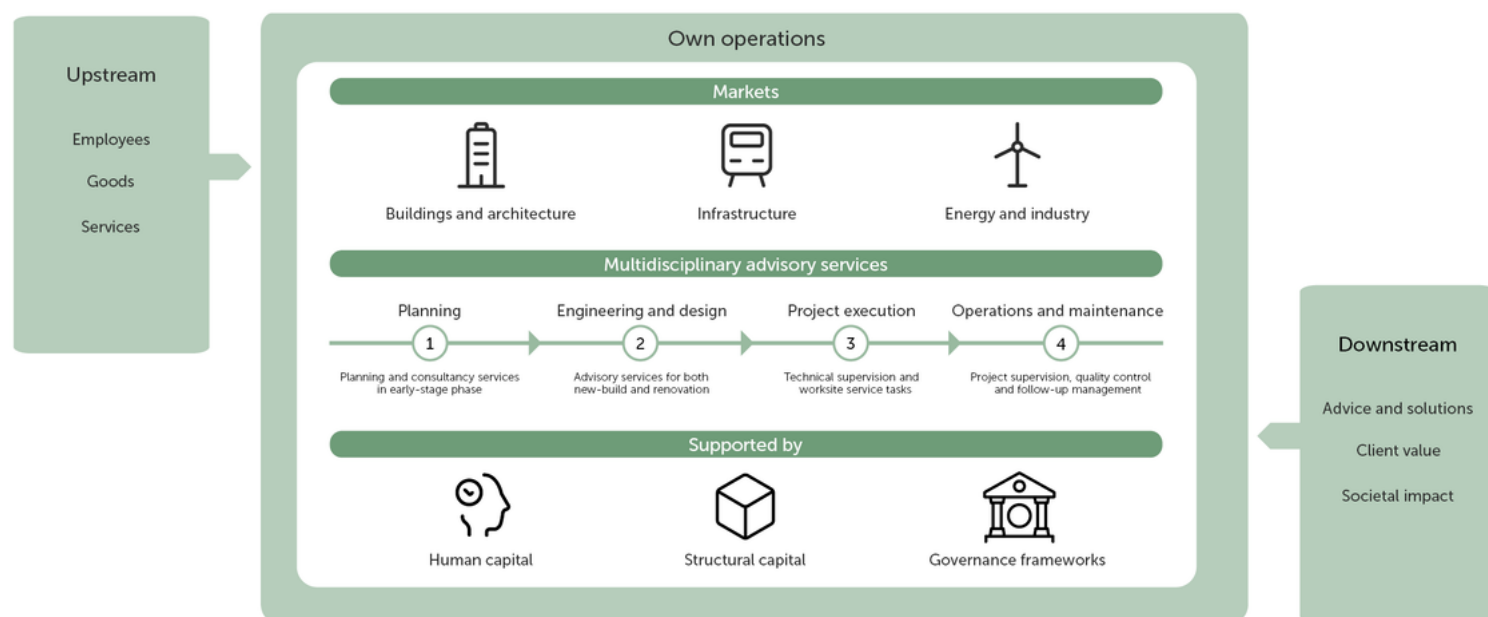 Upstream
Employees
Goods
Services
Own operations
Markets
Buildings and architecture
Infrastructure
Energy and industry
Multidisciplinary advisory services
Planning
1
Planning and consultancy services
in early-stage phase
Engineering and design
2
Advisory services for both
new-build and renovation
Project execution
3
Technical supervision and
worksite service tasks
Operations and maintenance
4
Project supervision, quality control
and follow-up management
Supported by
Human capital
Structural capital
Governance frameworks
Downstream
Advice and solutions
Client value
Societal impact